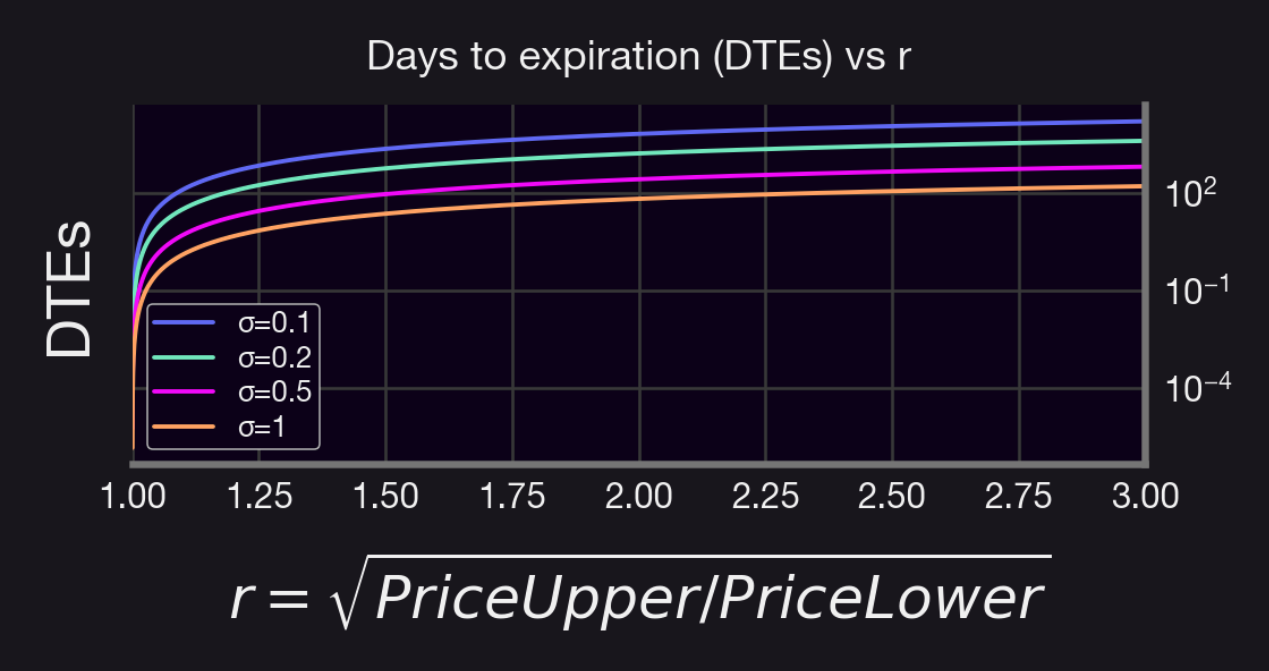 Days to expiration (DTEs) vs r
DTEs
10²
10⁻¹
10⁻⁴
σ=0.1
σ=0.2
σ=0.5
σ=1
1.00 1.25 1.50 1.75 2.00 2.25 2.50 2.75 3.00
r = √PriceUpper/PriceLower